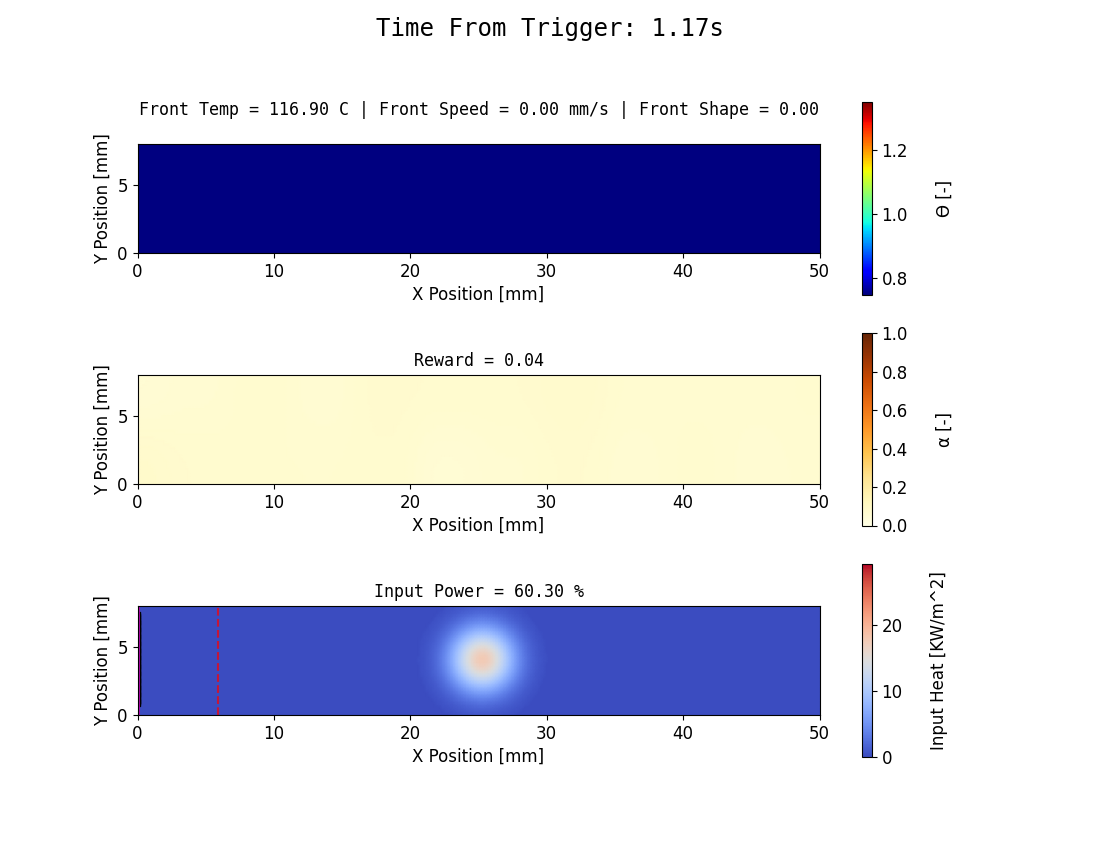 Time From Trigger: 1.17s
Front Temp = 116.90 C | Front Speed = 0.00 mm/s | Front Shape = 0.00
Y Position [mm]
5
0
0 10 20 30 40 50
X Position [mm]
1.2
1.0
0.8
Θ [-]
Reward = 0.04
Y Position [mm]
5
0
0 10 20 30 40 50
X Position [mm]
1.0
0.8
0.6
0.4
0.2
0.0
α [-]
Input Power = 60.30 %
Y Position [mm]
5
0
0 10 20 30 40 50
X Position [mm]
20
10
0
Input Heat [KW/m^2]